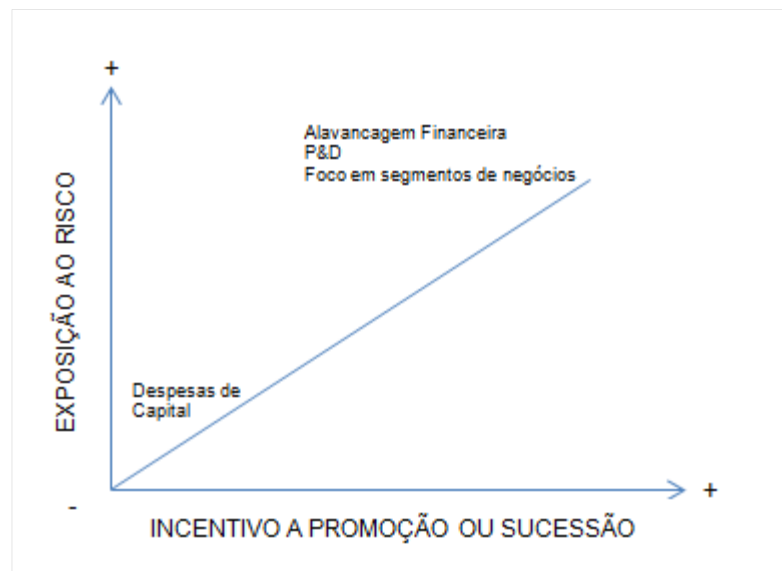 +
Alavancagem Financeira
P&D
Foco em segmentos de negócios
EXPOSIÇÃO AO RISCO
Despesas de
Capital
+
-
INCENTIVO A PROMOÇÃO OU SUCESSÃO